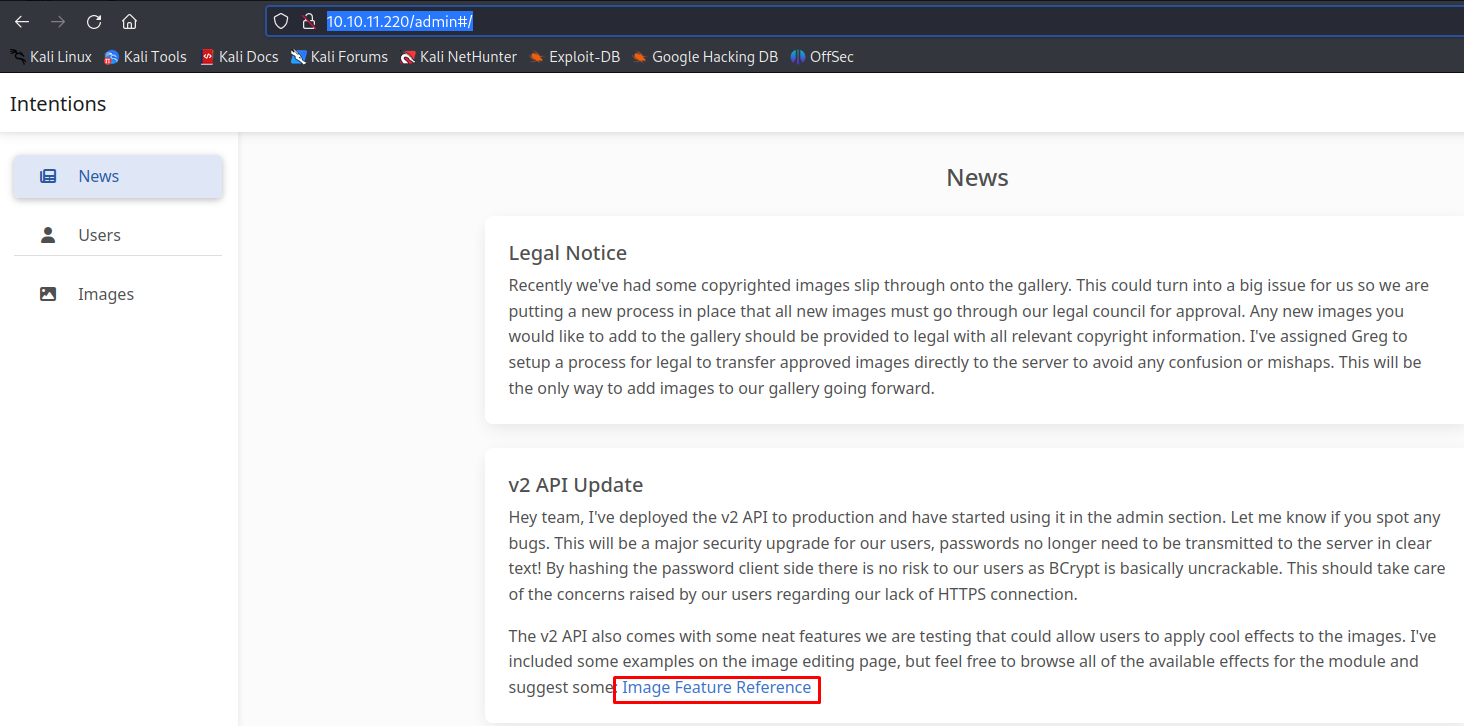 10.10.11.220/admin#/
Kali Linux Kali Tools Kali Docs Kali Forums Kali NetHunter Exploit-DB Google Hacking DB OffSec
Intentions
News
Users
Images
News
Legal Notice
Recently we've had some copyrighted images slip through onto the gallery. This could turn into a big issue for us so we are
putting a new process in place that all new images must go through our legal council for approval. Any new images you
would like to add to the gallery should be provided to legal with all relevant copyright information. I've assigned Greg to
setup a process for legal to transfer approved images directly to the server to avoid any confusion or mishaps. This will be
the only way to add images to our gallery going forward.
v2 API Update
Hey team, I've deployed the v2 API to production and have started using it in the admin section. Let me know if you spot any
bugs. This will be a major security upgrade for our users, passwords no longer need to be transmitted to the server in clear
text! By hashing the password client side there is no risk to our users as BCrypt is basically uncrackable. This should take care
of the concerns raised by our users regarding our lack of HTTPS connection.
The v2 API also comes with some neat features we are testing that could allow users to apply cool effects to the images. I've
included some examples on the image editing page, but feel free to browse all of the available effects for the module and
suggest some: Image Feature Reference